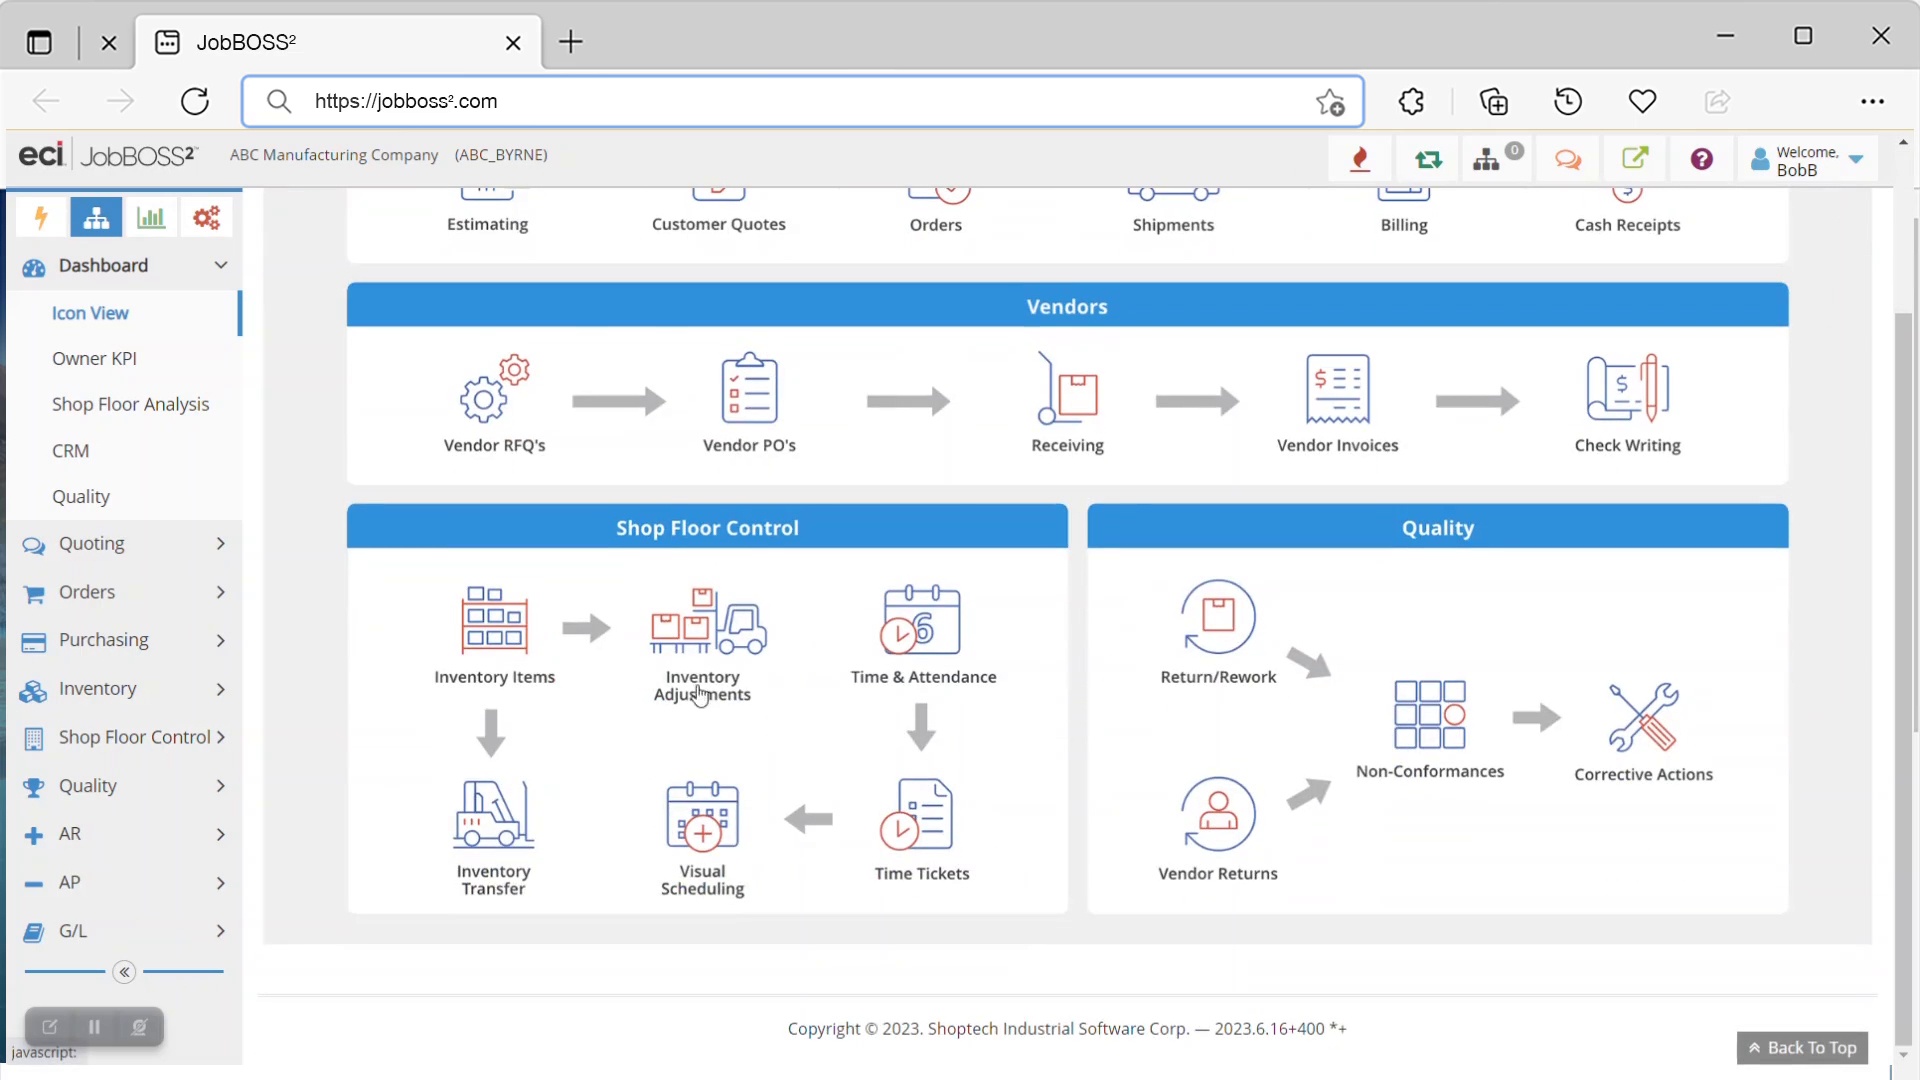 JobBOSS²
https://jobboss².com
eci JobBOSS²™ ABC Manufacturing Company (ABC_BYRNE)
0
Welcome,
BobB
Dashboard
Icon View
Owner KPI
Shop Floor Analysis
CRM
Quality
Quoting
Orders
Purchasing
Inventory
Shop Floor Control
Quality
AR
AP
G/L
javascript:
Estimating Customer Quotes Orders Shipments Billing Cash Receipts
Vendors
Vendor RFQ's Vendor PO's Receiving Vendor Invoices Check Writing
Shop Floor Control
Inventory Items
Inventory
Adjustments
6
Time & Attendance
Inventory
Transfer
Visual
Scheduling
Time Tickets
Quality
Return/Rework
Non-Conformances
Corrective Actions
Vendor Returns
Copyright © 2023. Shoptech Industrial Software Corp. — 2023.6.16+400 *+
Back To Top